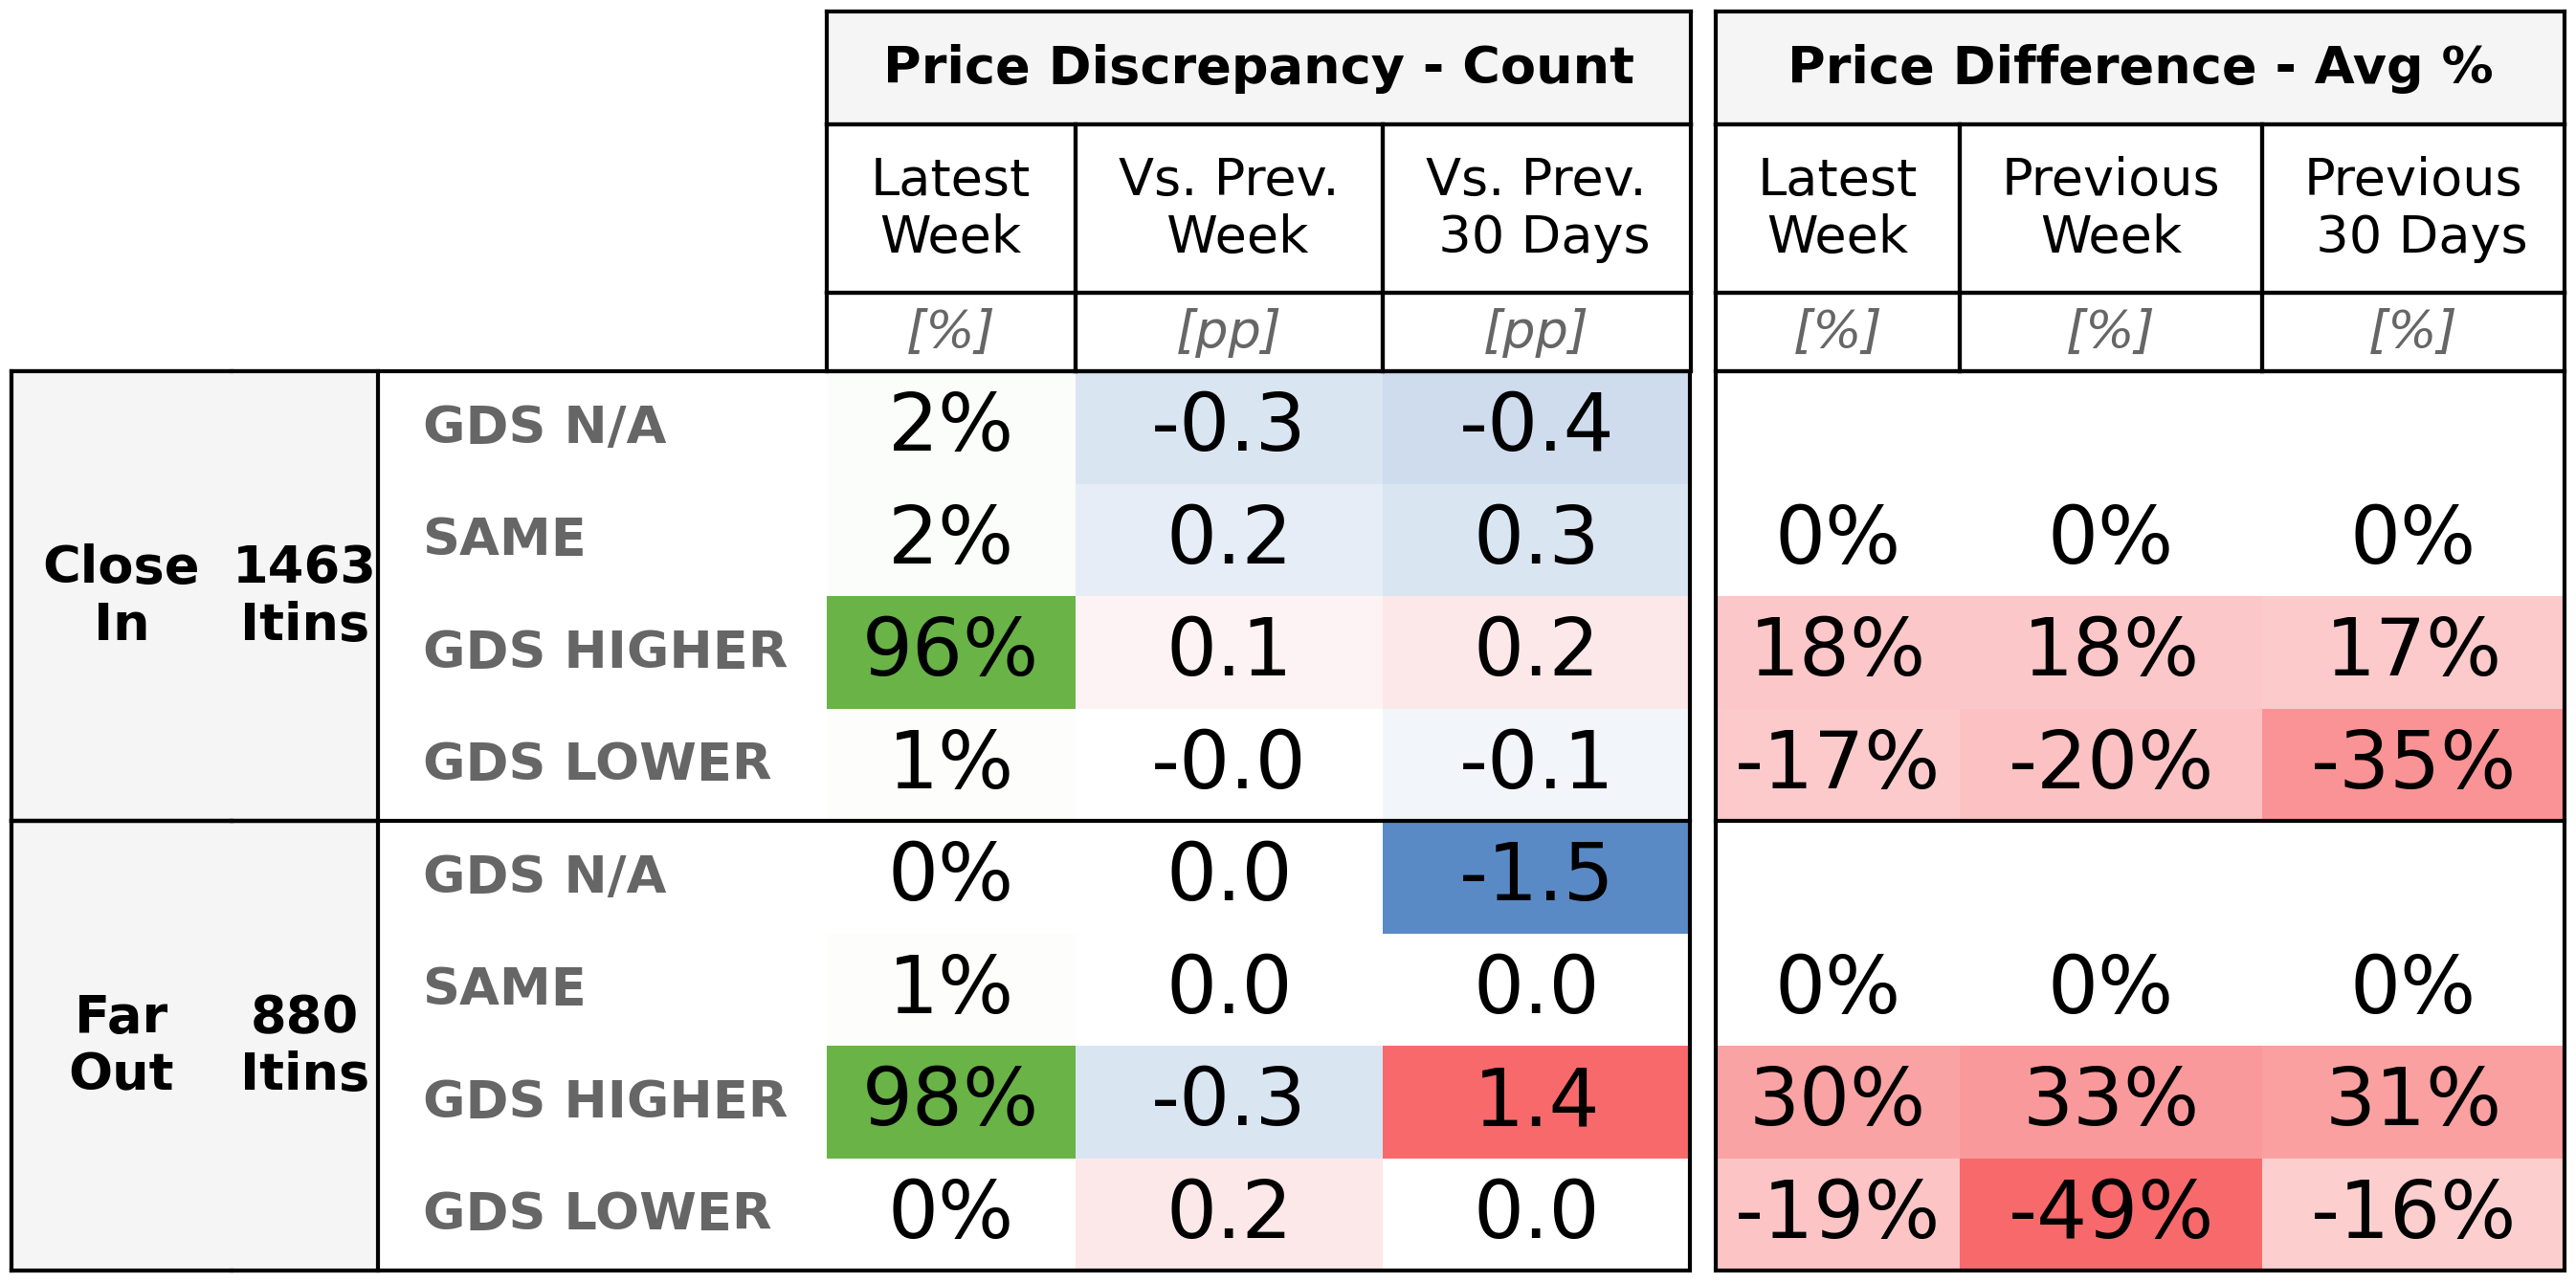 Price Discrepancy - Count Price Difference - Avg %
Latest Week Vs. Prev. Week Vs. Prev. 30 Days Latest Week Previous Week Previous 30 Days
[%] [pp] [pp] [%] [%] [%]
Close In 1463 Itins
GDS N/A 2% -0.3 -0.4
SAME 2% 0.2 0.3 0% 0% 0%
GDS HIGHER 96% 0.1 0.2 18% 18% 17%
GDS LOWER 1% -0.0 -0.1 -17% -20% -35%
Far Out 880 Itins
GDS N/A 0% 0.0 -1.5
SAME 1% 0.0 0.0 0% 0% 0%
GDS HIGHER 98% -0.3 1.4 30% 33% 31%
GDS LOWER 0% 0.2 0.0 -19% -49% -16%